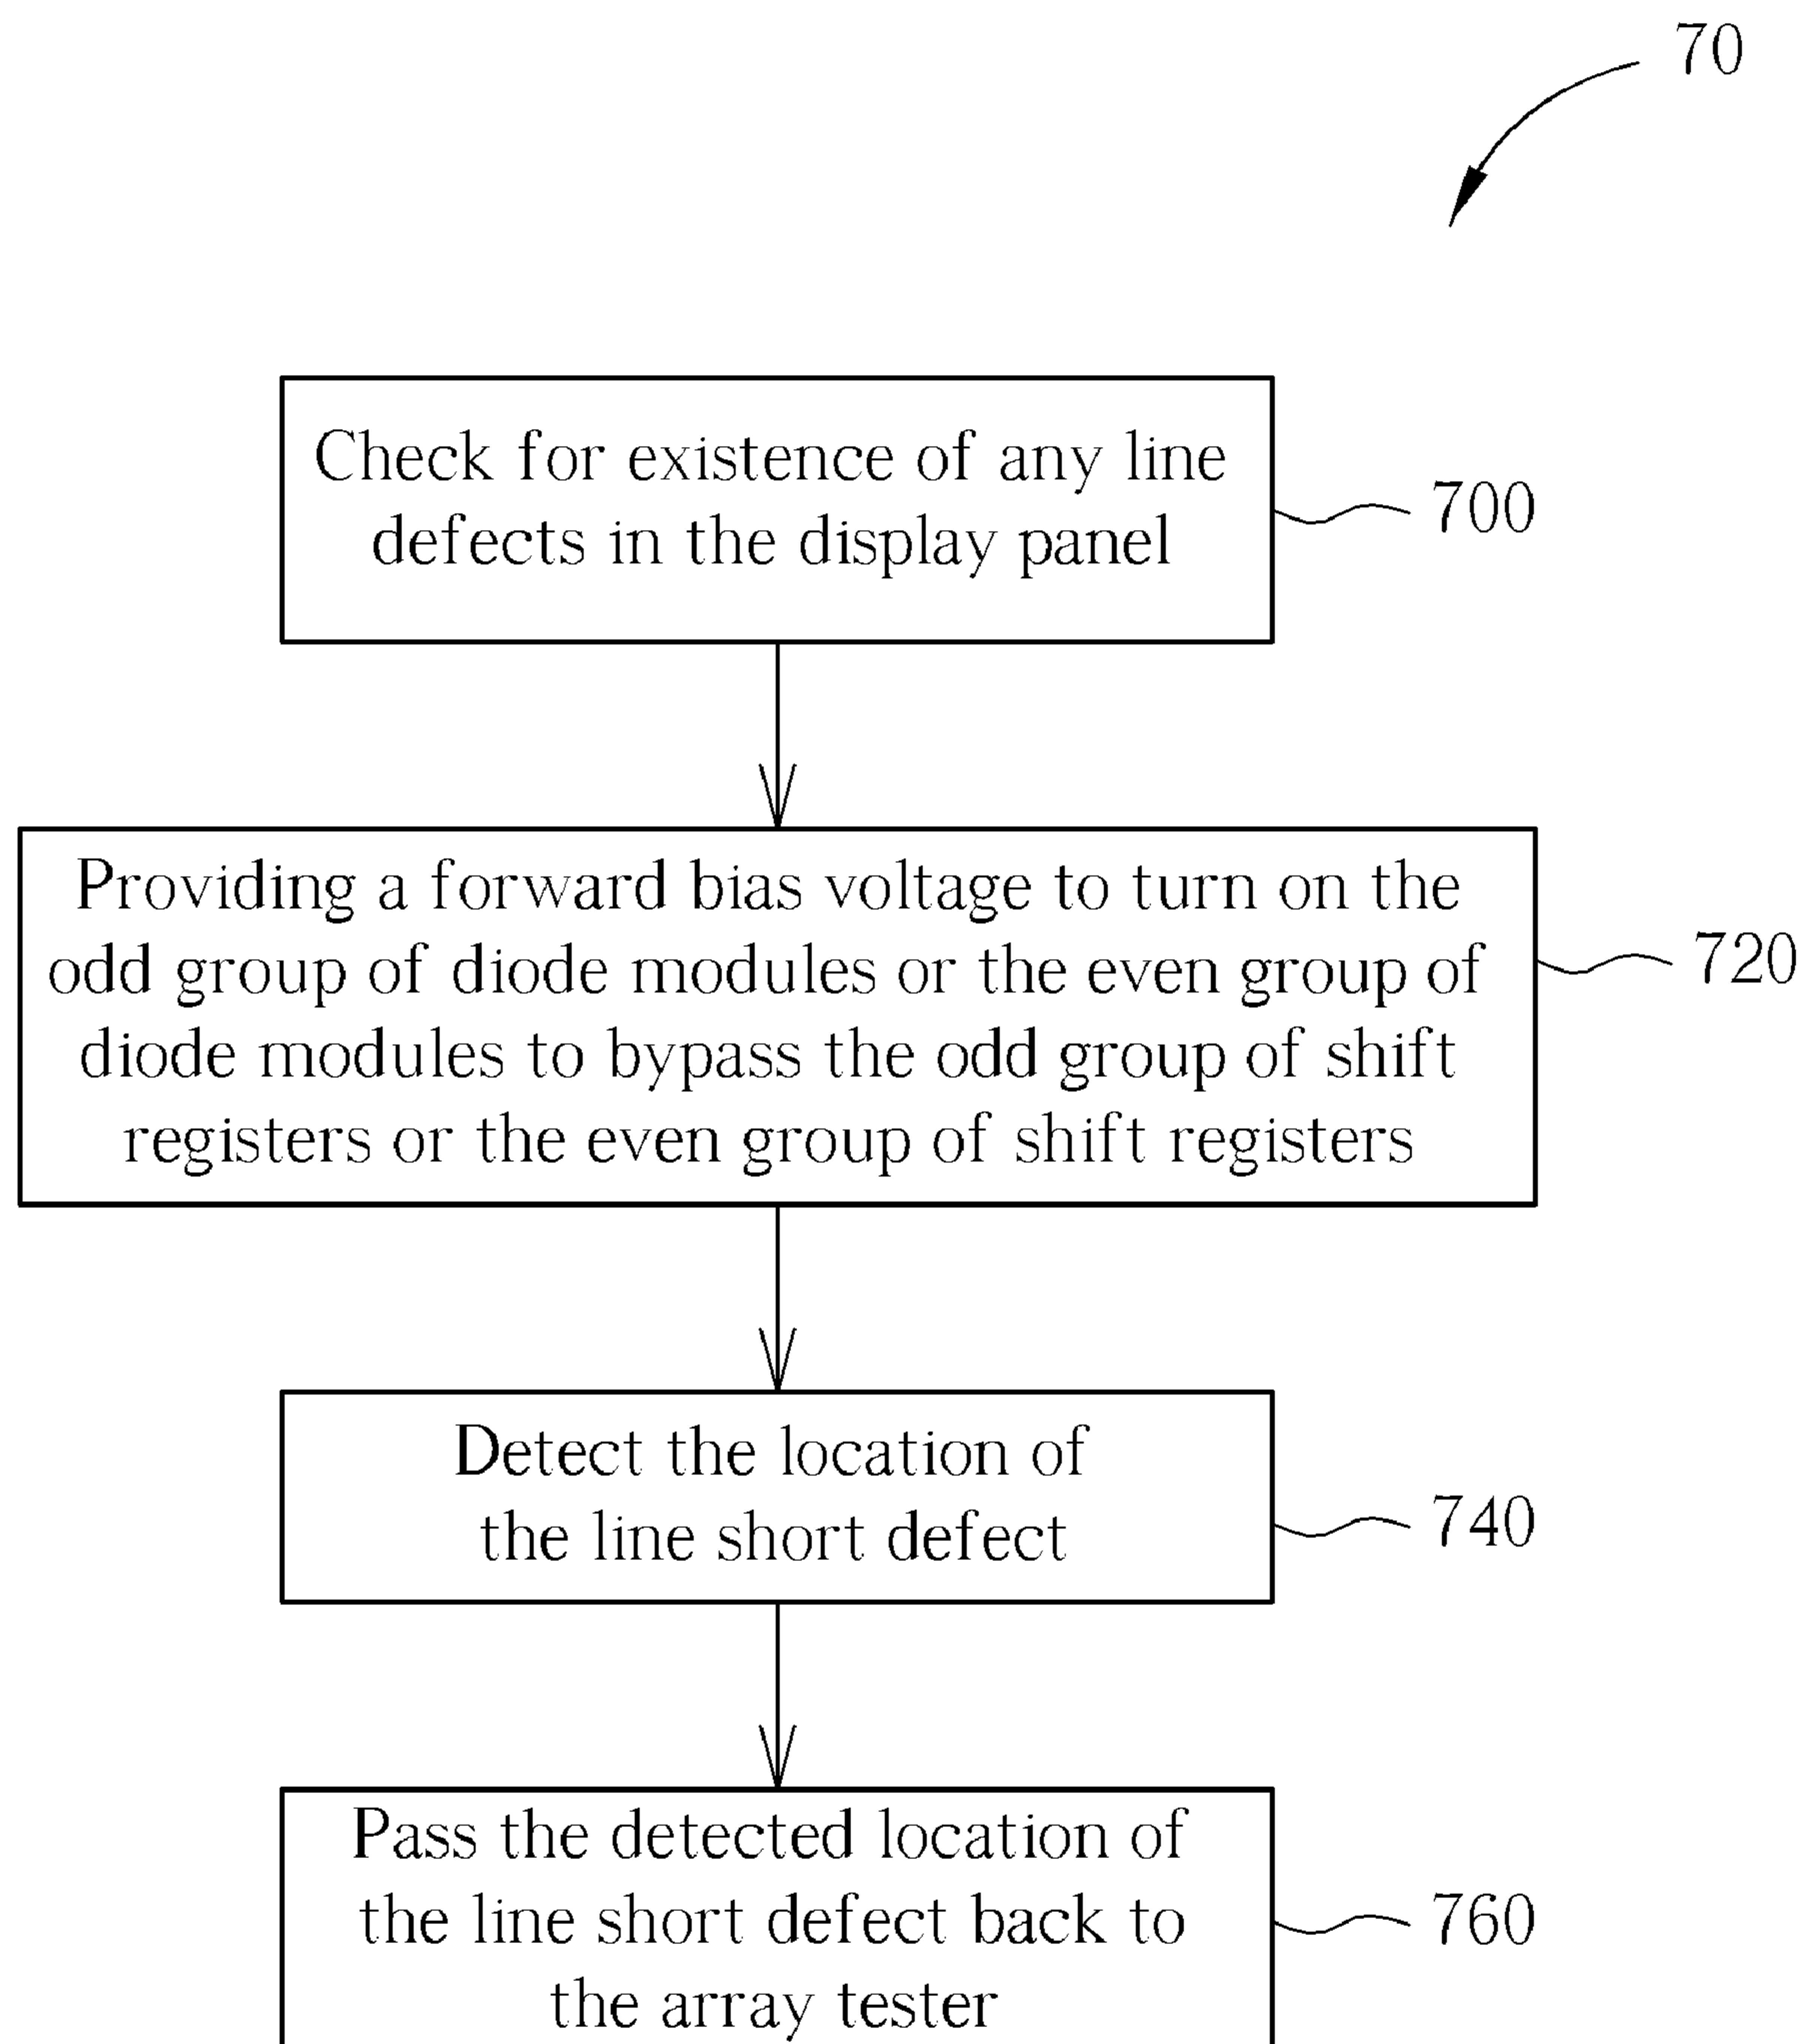 70
Check for existence of any line
defects in the display panel
700
Providing a forward bias voltage to turn on the
odd group of diode modules or the even group of
diode modules to bypass the odd group of shift
registers or the even group of shift registers
720
Detect the location of
the line short defect
740
Pass the detected location of
the line short defect back to
the array tester
760